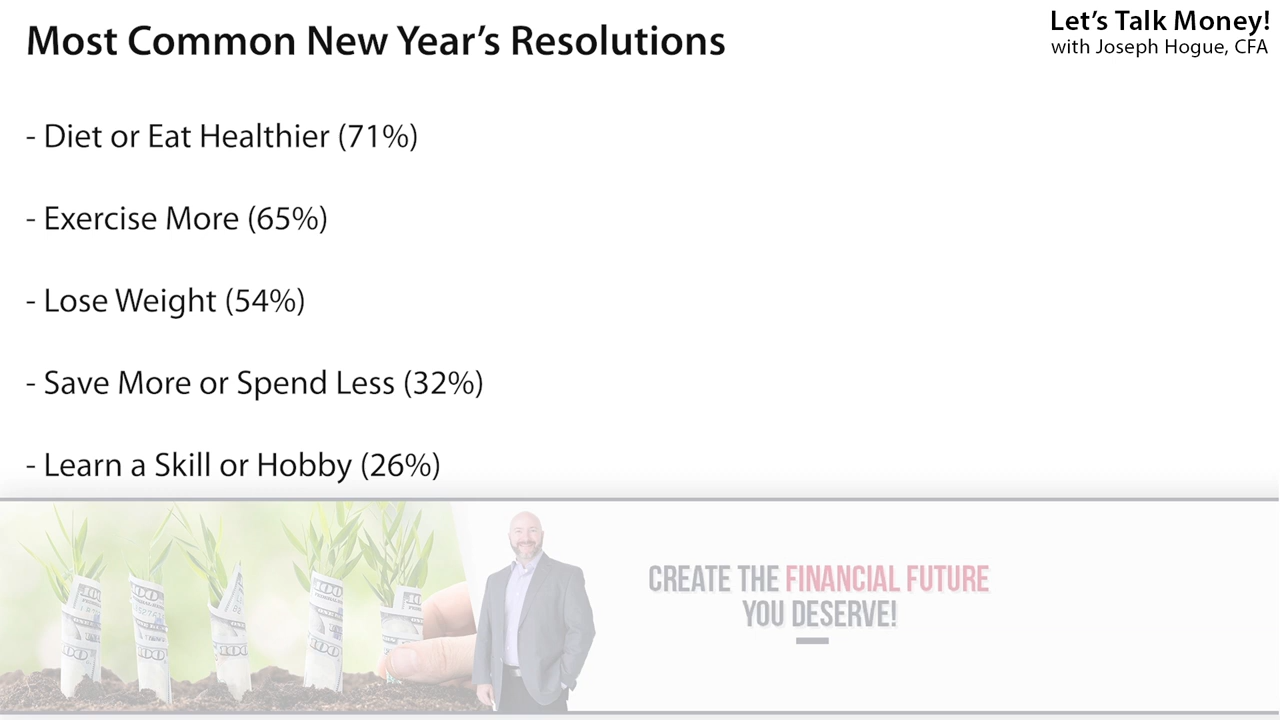 Most Common New Year's Resolutions
Let's Talk Money!
with Joseph Hogue, CFA
- Diet or Eat Healthier (71%)
- Exercise More (65%)
- Lose Weight (54%)
- Save More or Spend Less (32%)
- Learn a Skill or Hobby (26%)
CREATE THE FINANCIAL FUTURE
YOU DESERVE!